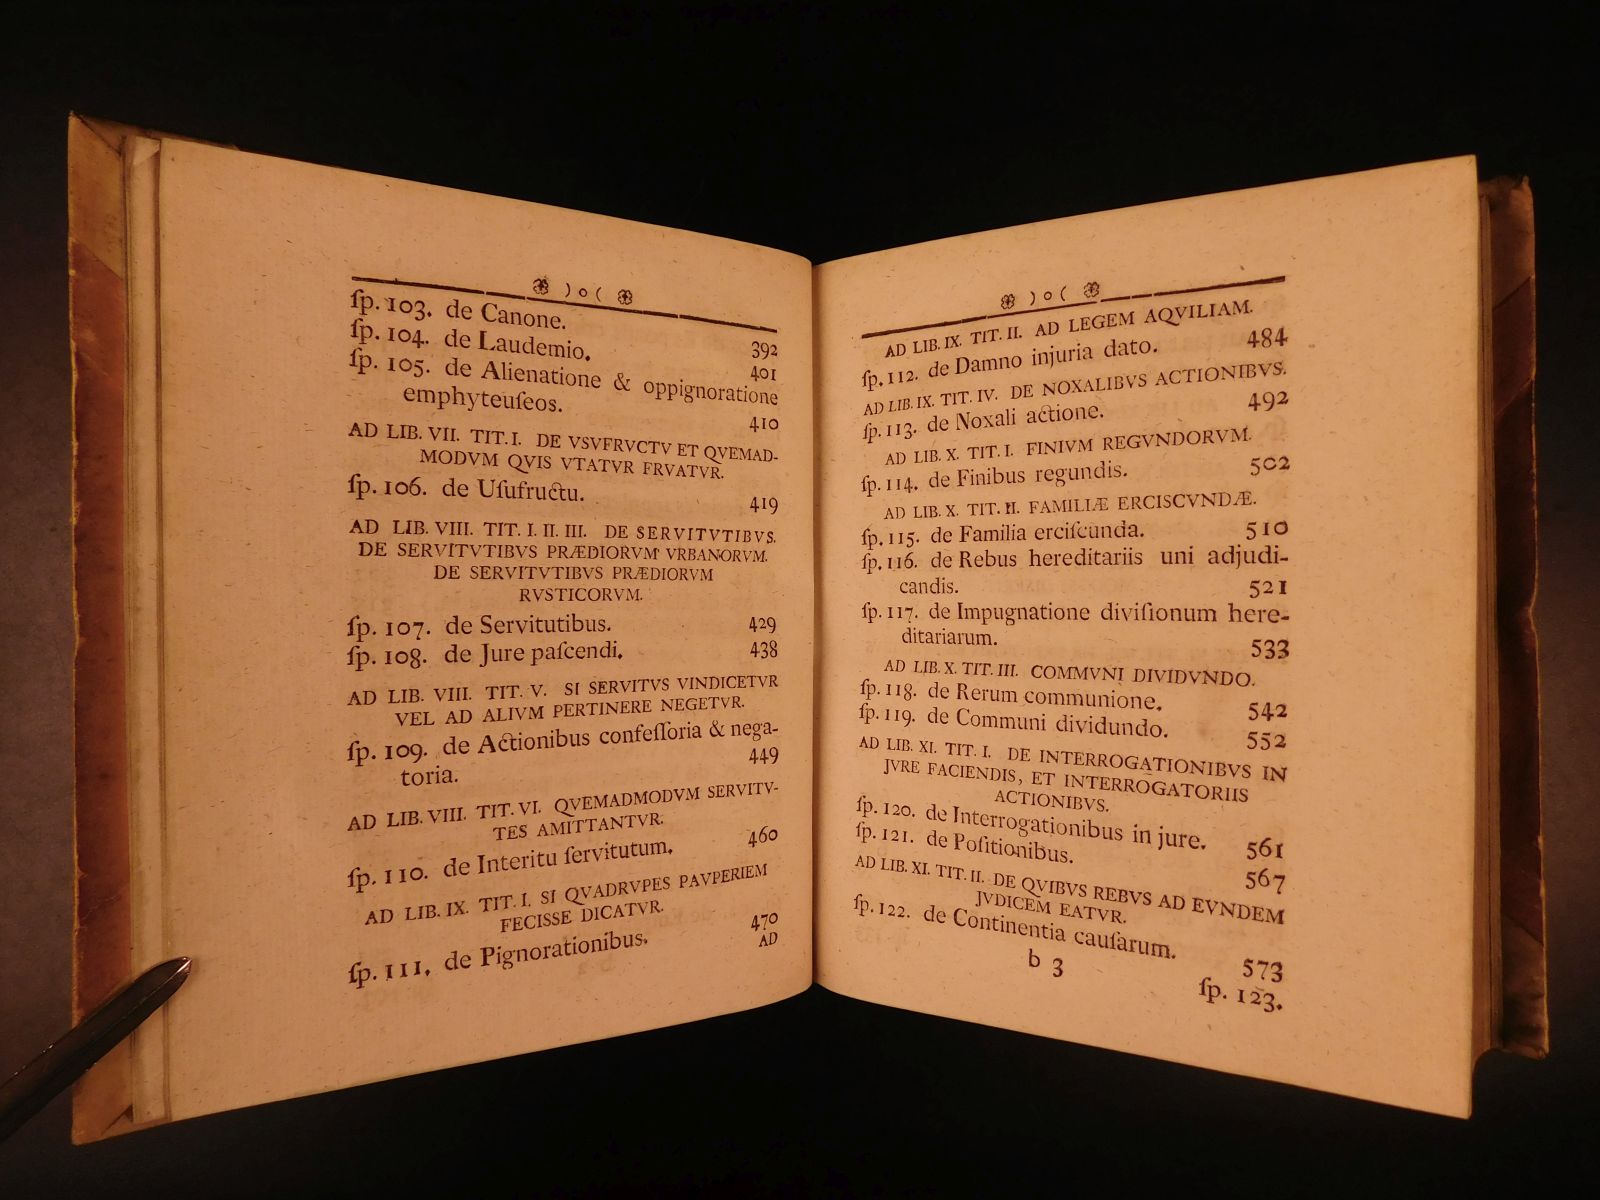 )o(
ſp. 103. de Canone. 392
ſp. 104. de Laudemio. 401
ſp. 105. de Alienatione & oppignoratione
emphyteuſeos. 410
AD LIB. VII. TIT. I. DE VSVFRVCTV ET QVEMAD-
MODVM QVIS VTATVR FRVATVR.
ſp. 106. de Uſufructu. 419
AD LIB. VIII. TIT. I. II. III. DE SERVITVTIBVS.
DE SERVITVTIBVS PRÆDIORVM VRBANORVM.
DE SERVITVTIBVS PRÆDIORVM
RVSTICORVM.
ſp. 107. de Servitutibus. 429
ſp. 108. de Jure paſcendi. 438
AD LIB. VIII. TIT. V. SI SERVITVS VINDICETVR
VEL AD ALIVM PERTINERE NEGETVR.
ſp. 109. de Actionibus confeſſoria & nega-
toria. 449
AD LIB. VIII. TIT. VI. QVEMADMODVM SERVITV-
TES AMITTANTVR.
ſp. 110. de Interitu ſervitutum. 460
AD LIB. IX. TIT. I. SI QVADRVPES PAVPERIEM
FECISSE DICATVR.
ſp. 111. de Pignorationibus. 470
AD
)o(
AD LIB. IX. TIT. II. AD LEGEM AQVILIAM.
ſp. 112. de Damno injuria dato. 484
AD LIB. IX. TIT. IV. DE NOXALIBVS ACTIONIBVS.
ſp. 113. de Noxali actione. 492
AD LIB. X. TIT. I. FINIVM REGVNDORVM.
ſp. 114. de Finibus regundis. 502
AD LIB. X. TIT. II. FAMILIÆ ERCISCVNDÆ.
ſp. 115. de Familia erciſcunda. 510
ſp. 116. de Rebus hereditariis uni adjudi-
candis. 521
ſp. 117. de Impugnatione diviſionum here-
ditariarum. 533
AD LIB. X. TIT. III. COMMVNI DIVIDVNDO.
ſp. 118. de Rerum communione. 542
ſp. 119. de Communi dividundo. 552
AD LIB. XI. TIT. I. DE INTERROGATIONIBVS IN
JVRE FACIENDIS, ET INTERROGATORIIS
ACTIONIBVS.
ſp. 120. de Interrogationibus in jure. 561
ſp. 121. de Poſitionibus. 567
AD LIB. XI. TIT. II. DE QVIBVS REBVS AD EVNDEM
JVDICEM EATVR.
ſp. 122. de Continentia cauſarum. 573
b 3
ſp. 123.